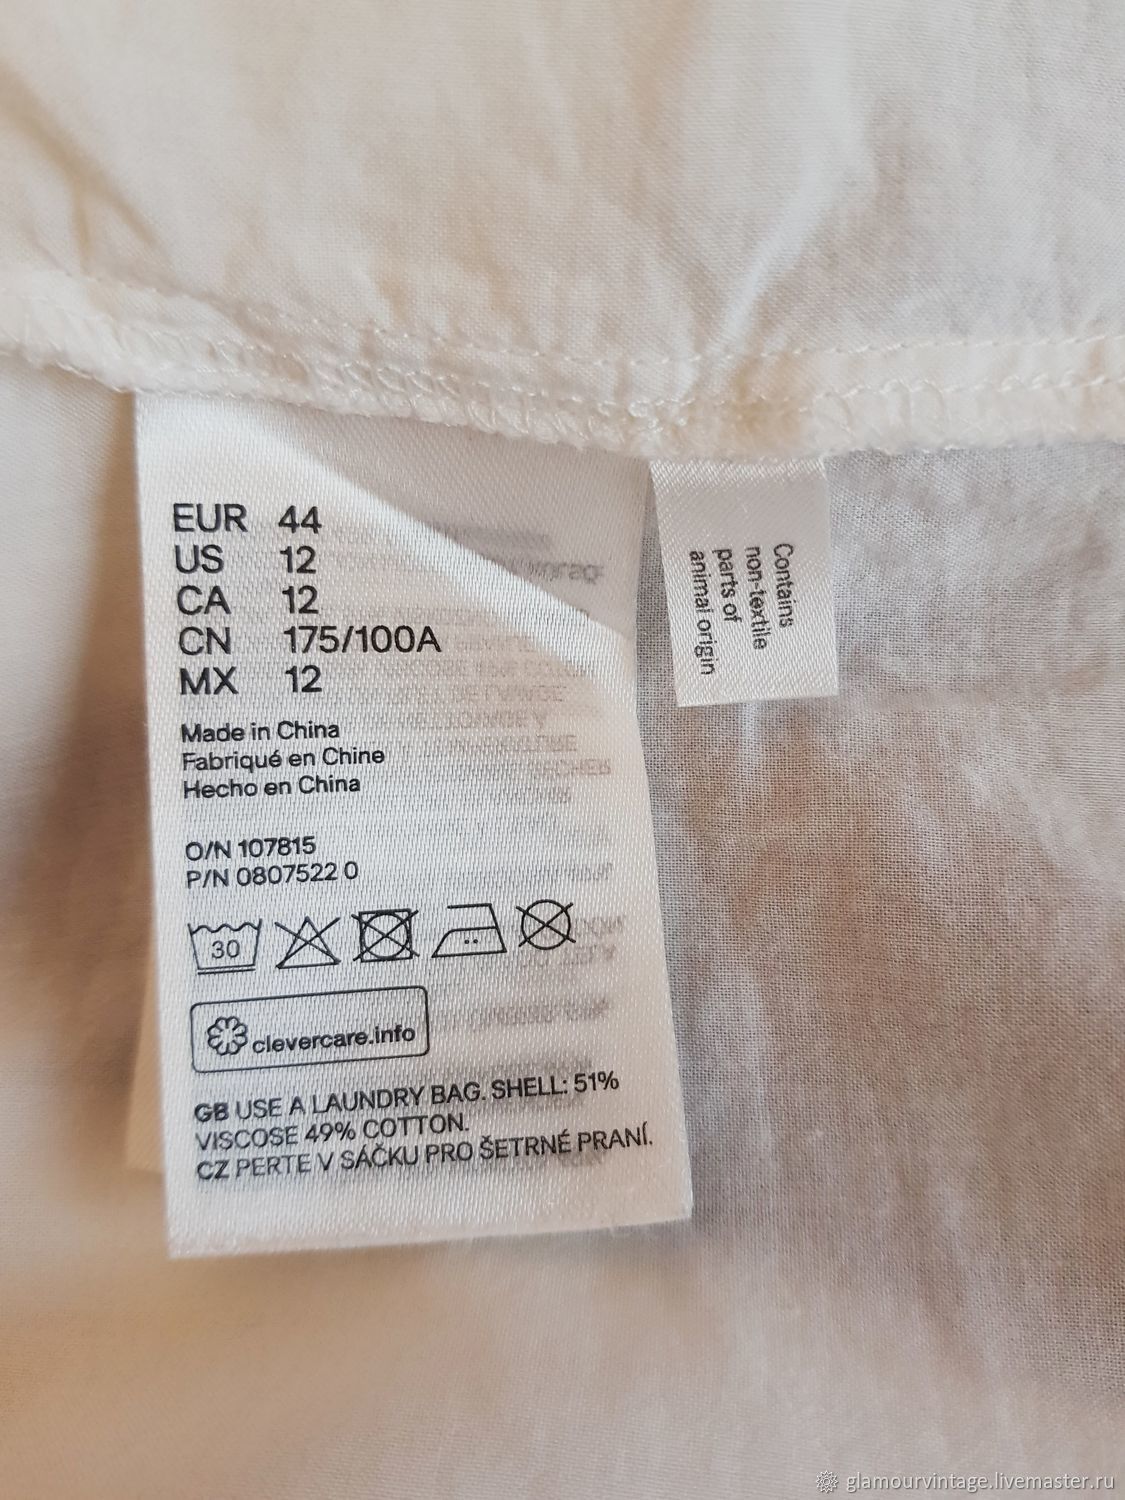 EUR 44
US 12
CA 12
CN 175/100A
MX 12
Made in China
Fabriqué en Chine
Hecho en China
O/N 107815
P/N 0807522 0
30
clevercare.info
GB USE A LAUNDRY BAG. SHELL: 51%
VISCOSE 49% COTTON.
CZ PERTE V SÁČKU PRO ŠETRNÉ PRANÍ.
Contains
non-textile
parts of
animal origin
glamourvintage.livemaster.ru